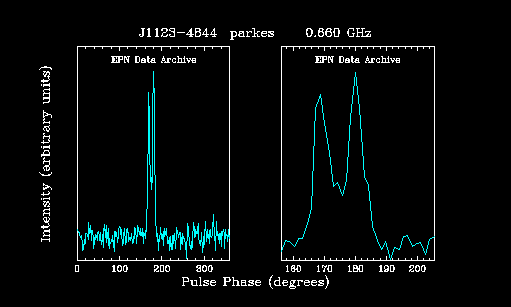 J1123-4844 parkes 0.660 GHz
EPN Data Archive EPN Data Archive
Intensity (arbitrary units)
0 100 200 300 160 170 180 190 200
Pulse Phase (degrees)